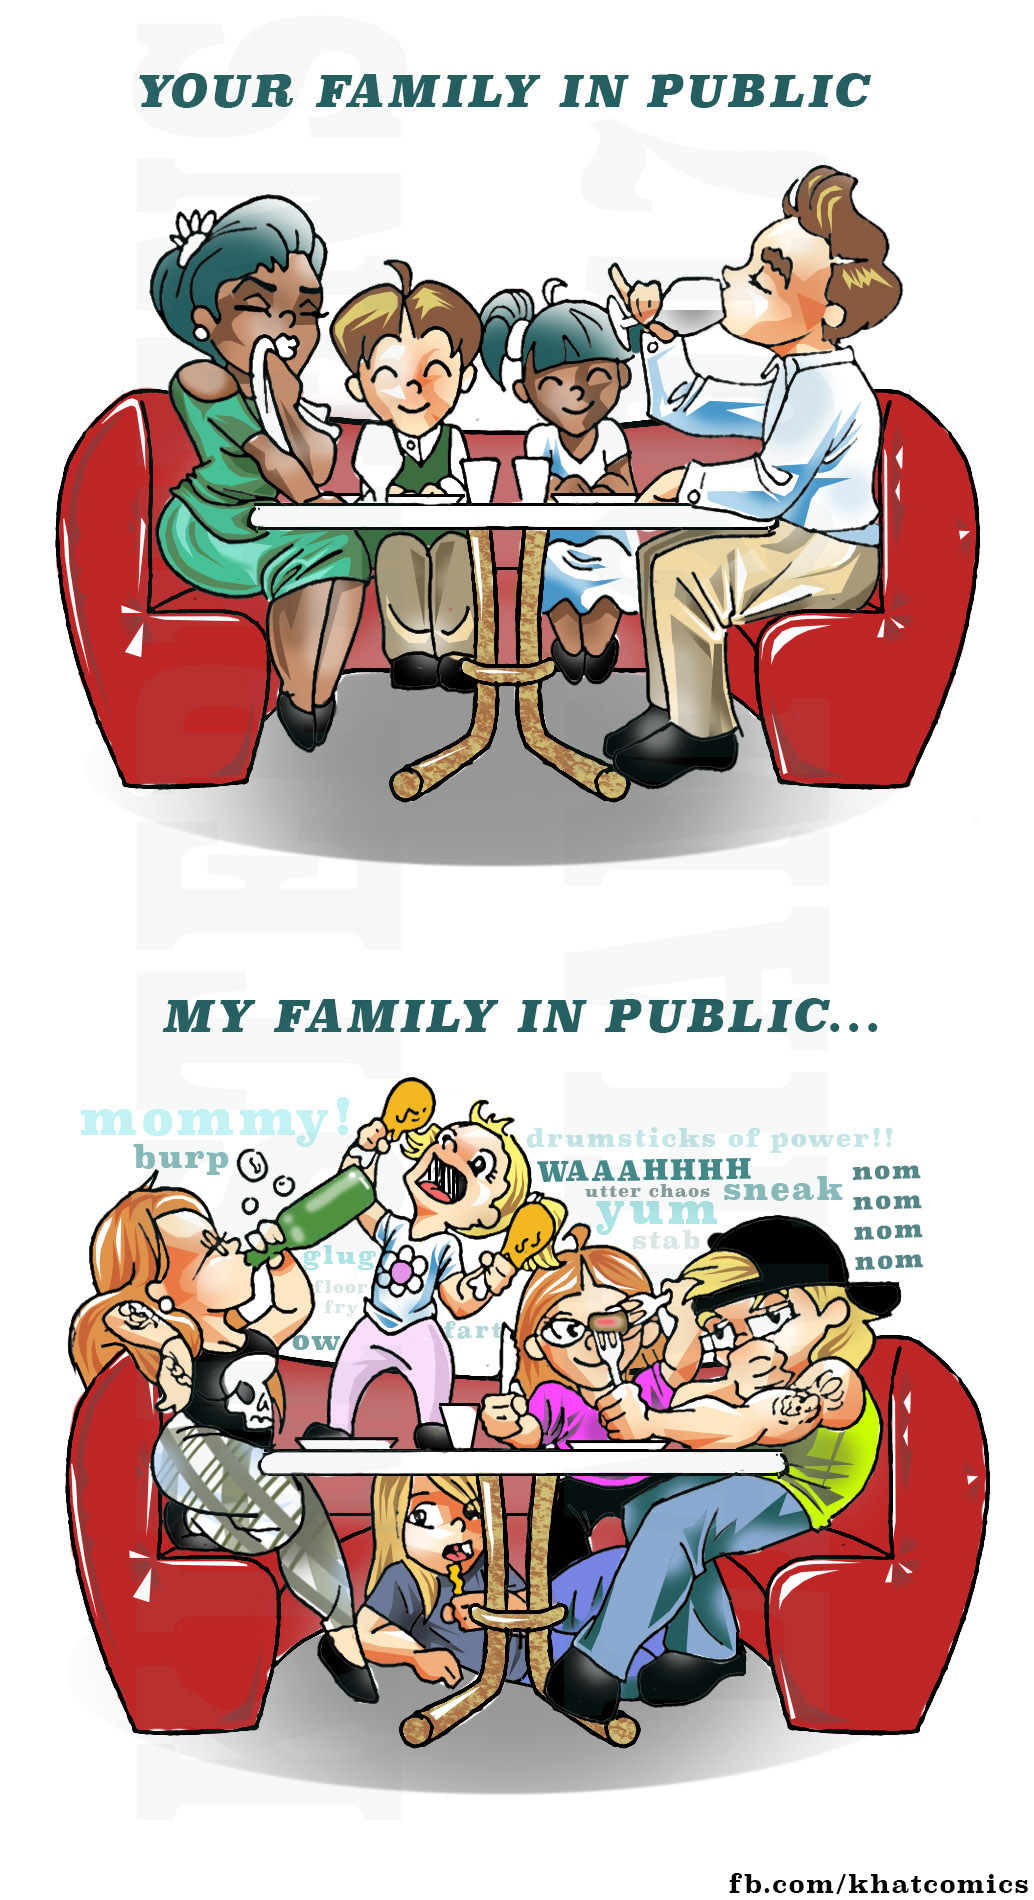 YOUR FAMILY IN PUBLIC
MY FAMILY IN PUBLIC...
mommy!
burp
drumsticks of power!!
WAAAHHHH
utter chaos
sneak
yum
stab
nom
nom
nom
nom
glug
floor
fry
ow
fart
fb.com/khatcomics